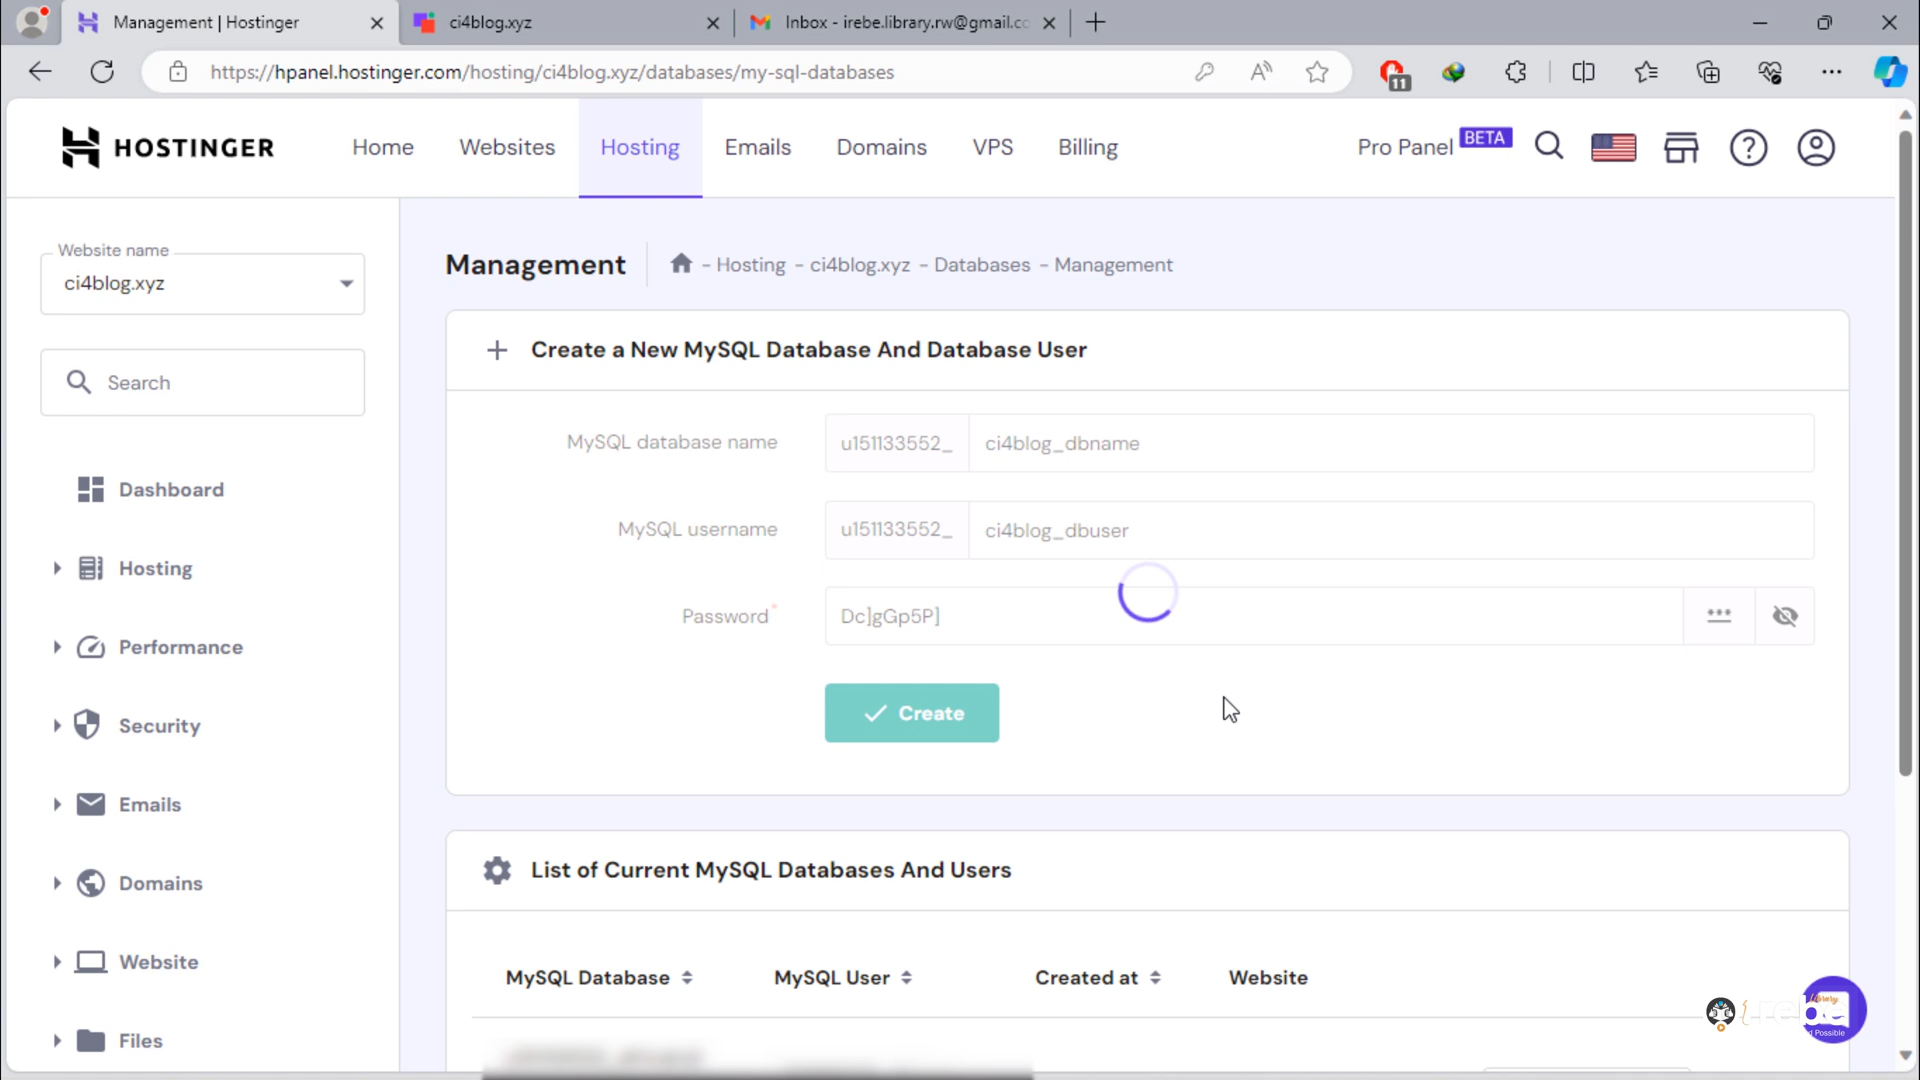 Management | Hostinger
ci4blog.xyz
Inbox - irebe.library.rw@gmail.co
https://hpanel.hostinger.com/hosting/ci4blog.xyz/databases/my-sql-databases
11
HOSTINGER
Home
Websites
Hosting
Emails
Domains
VPS
Billing
Pro Panel BETA
Website name
ci4blog.xyz
Search
Dashboard
Hosting
Performance
Security
Emails
Domains
Website
Files
Management
- Hosting - ci4blog.xyz - Databases - Management
Create a New MySQL Database And Database User
MySQL database name
u151133552_
ci4blog_dbname
MySQL username
u151133552_
ci4blog_dbuser
Password*
Dc]gGp5P]
Create
List of Current MySQL Databases And Users
MySQL Database
MySQL User
Created at
Website
irebe
Library
d Possible